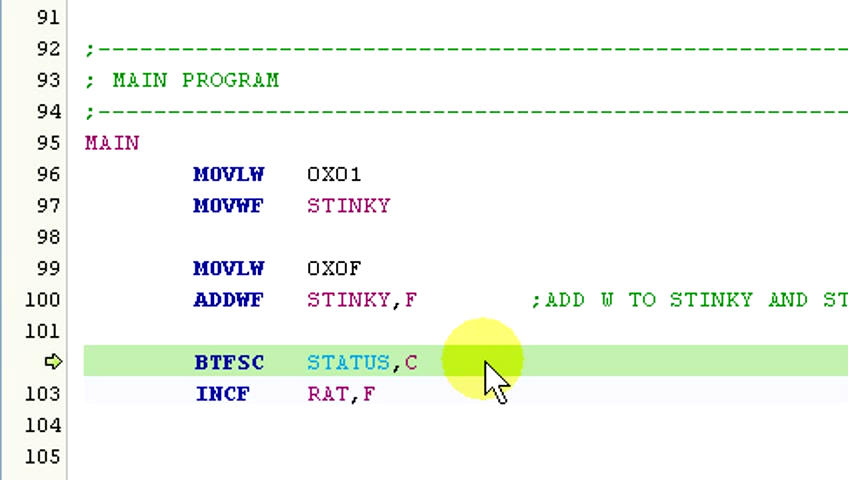 91
92 ;-------------------------------------------------------
93 ; MAIN PROGRAM
94 ;-------------------------------------------------------
95 MAIN
96 MOVLW 0X01
97 MOVWF STINKY
98
99 MOVLW 0X0F
100 ADDWF STINKY,F ;ADD W TO STINKY AND ST
101
BTFSC STATUS,C
103 INCF RAT,F
104
105